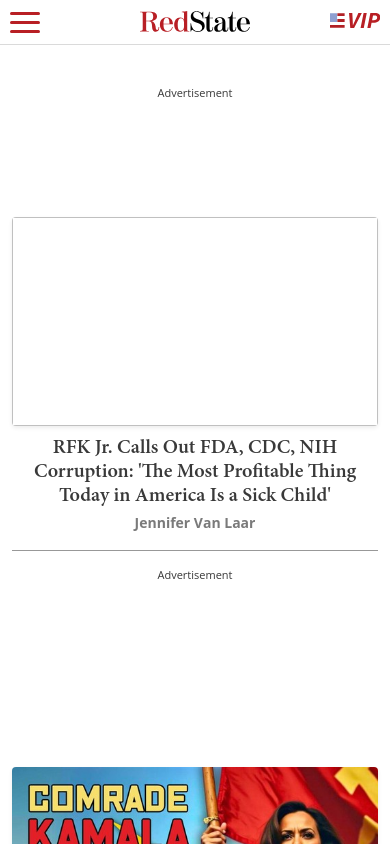 RedState
VIP
Advertisement
RFK Jr. Calls Out FDA, CDC, NIH
Corruption: 'The Most Profitable Thing
Today in America Is a Sick Child'
Jennifer Van Laar
Advertisement
COMRADE
KAMALA